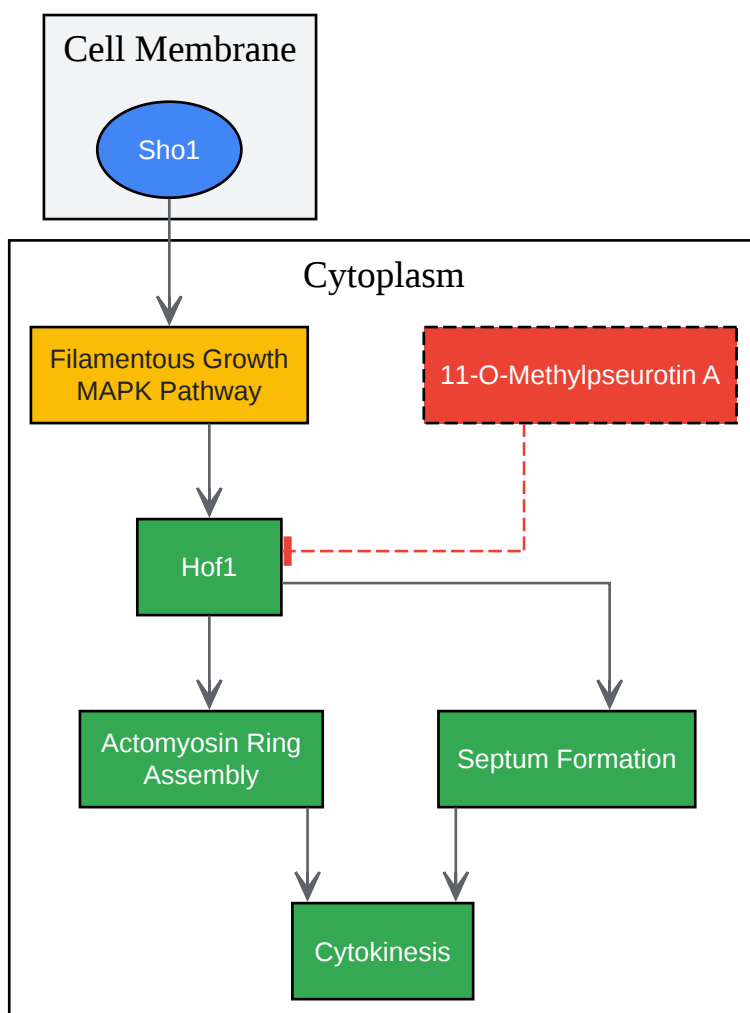 Cell Membrane
Sho1
Cytoplasm
Filamentous Growth
MAPK Pathway
11-O-Methylpseurotin A
Hof1
Actomyosin Ring
Assembly
Septum Formation
Cytokinesis